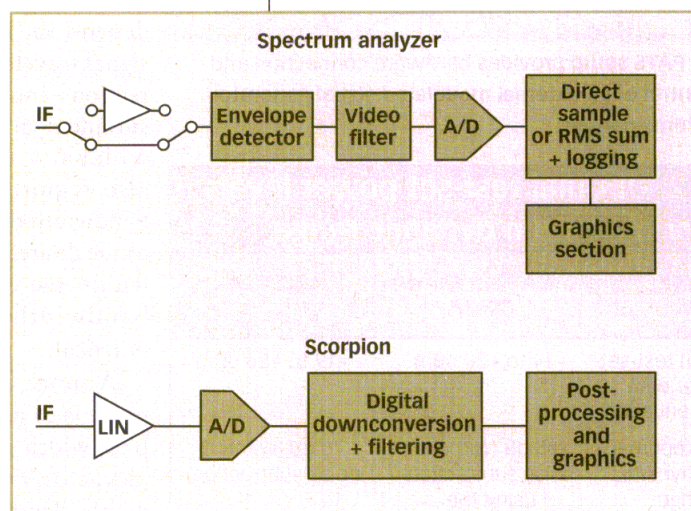 Spectrum analyzer
IF
Envelope
detector
Video
filter
A/D
Direct
sample
or RMS sum
+ logging
Graphics
section
Scorpion
IF
LIN
A/D
Digital
downconversion
+ filtering
Post-
processing
and
graphics